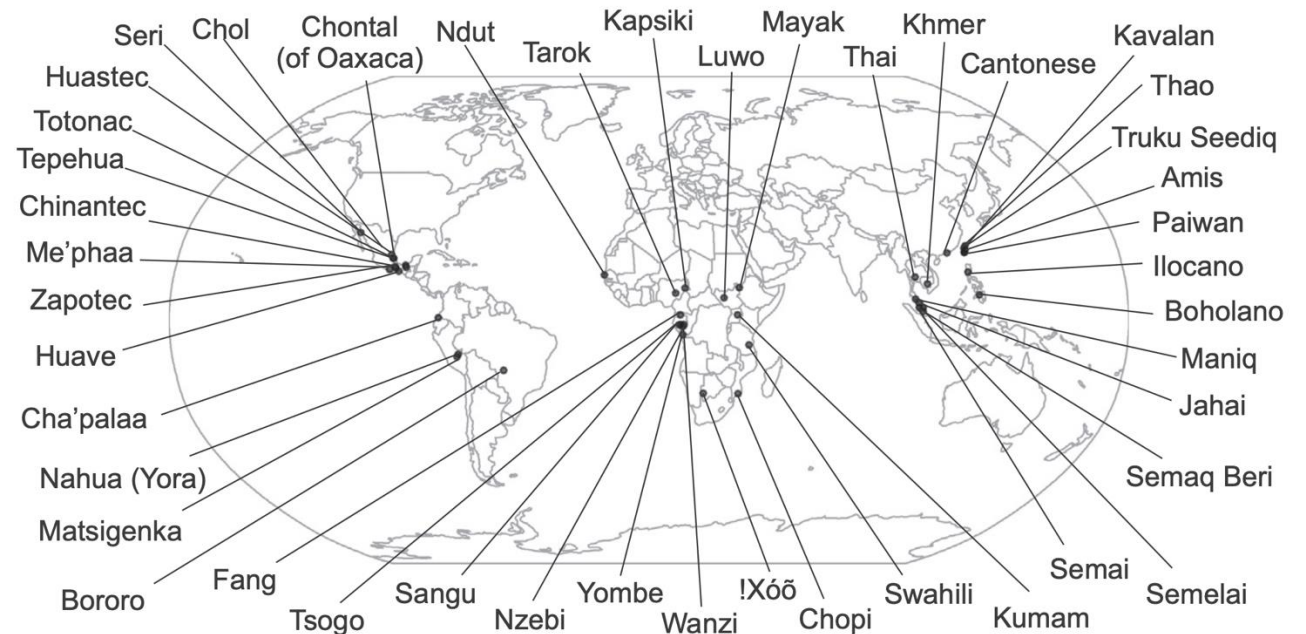 Seri
Chol
Chontal
(of Oaxaca)
Ndut
Tarok
Kapsiki
Luwo
Mayak
Thai
Khmer
Cantonese
Kavalan
Thao
Truku Seediq
Amis
Paiwan
Ilocano
Boholano
Maniq
Jahai
Semaq Beri
Semelai
Semai
Kumam
Swahili
Chopi
!Xóõ
Wanzi
Yombe
Nzebi
Sangu
Tsogo
Fang
Bororo
Matsigenka
Nahua (Yora)
Cha'palaa
Huave
Zapotec
Me'phaa
Chinantec
Tepehua
Totonac
Huastec